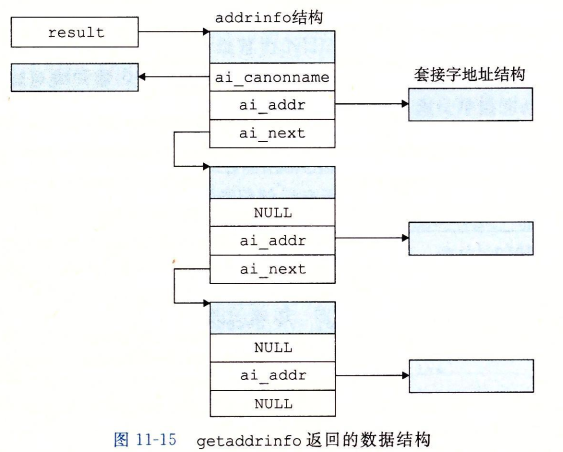 addrinfo结构
result
ai_canonname
套接字地址结构
ai_addr
ai_next
NULL
ai_addr
ai_next
NULL
ai_addr
NULL
图 11-15 getaddrinfo返回的数据结构